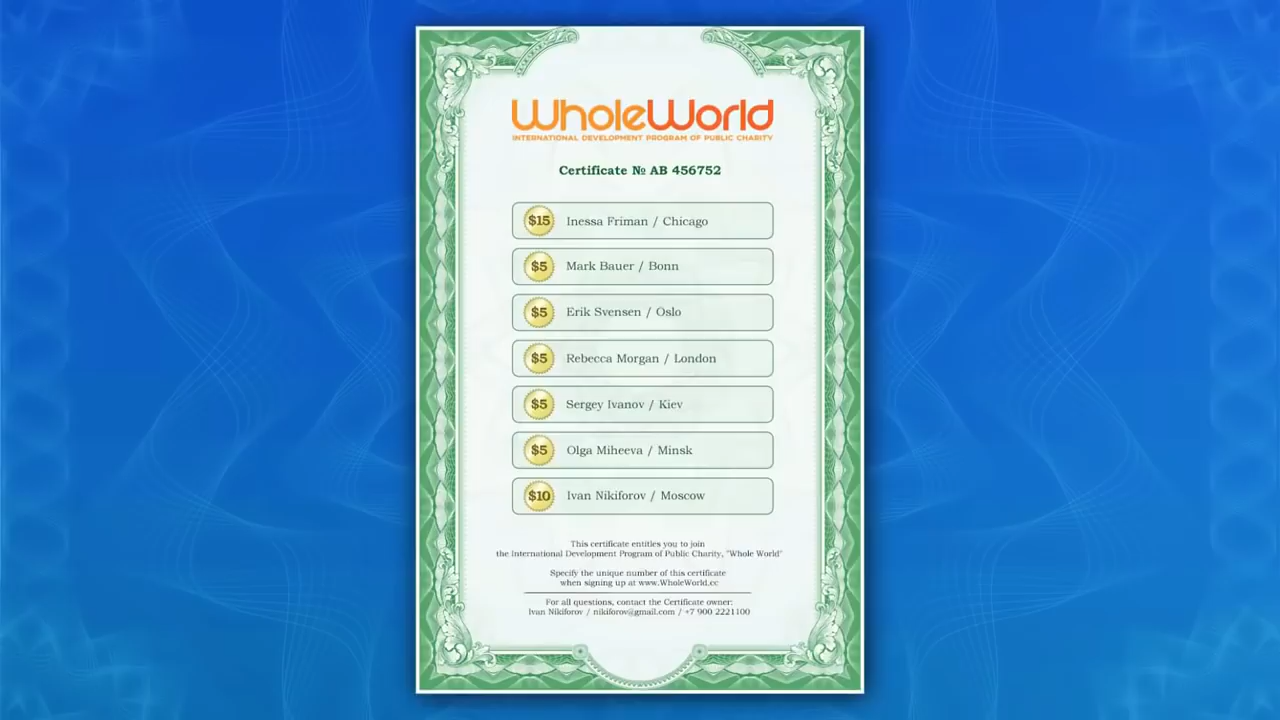 WholeWorld
INTERNATIONAL DEVELOPMENT PROGRAM OF PUBLIC CHARITY
Certificate № AB 456752
$15 Inessa Friman / Chicago
$5 Mark Bauer / Bonn
$5 Erik Svensen / Oslo
$5 Rebecca Morgan / London
$5 Sergey Ivanov / Kiev
$5 Olga Miheeva / Minsk
$10 Ivan Nikiforov / Moscow
This certificate entitles you to join
the International Development Program of Public Charity, "Whole World"
Specify the unique number of this certificate
when signing up at www.WholeWorld.cc
For all questions, contact the Certificate owner:
Ivan Nikiforov / nikiforov@gmail.com / +7 900 2221100